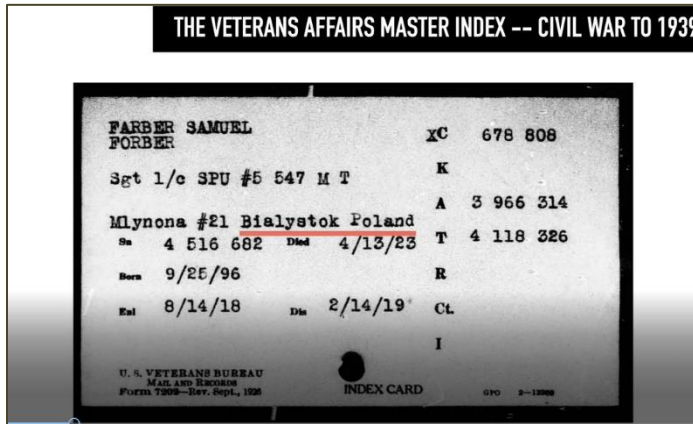 THE VETERANS AFFAIRS MASTER INDEX -- CIVIL WAR TO 1939
FARBER SAMUEL
FORBER
XC 678 808
Sgt 1/c SPU #5 547 M T
K
A 3 966 314
Mlynona #21 Bialystok Poland
Sn 4 516 682 Died 4/13/23
T 4 118 326
Born 9/25/96
R
Enl 8/14/18 Dis 2/14/19
Ct.
I
U. S. VETERANS BUREAU
MAIL AND RECORDS
Form 7202—Rev. Sept., 1926
INDEX CARD
GPO